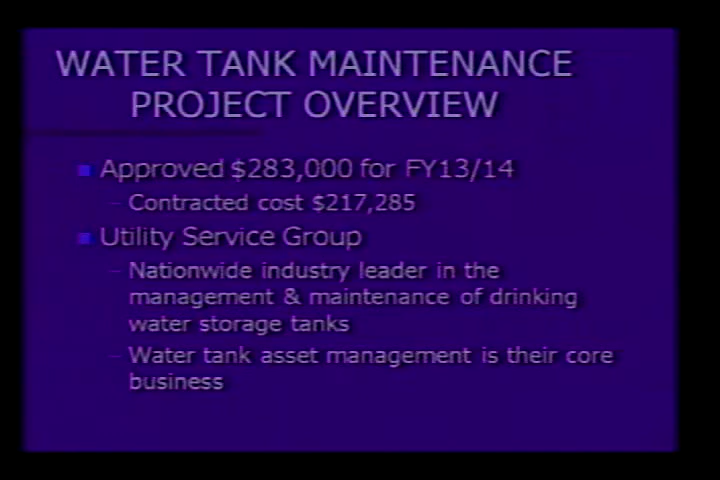 WATER TANK MAINTENANCE
PROJECT OVERVIEW
Approved $283,000 for FY13/14
– Contracted cost $217,285
Utility Service Group
– Nationwide industry leader in the
management & maintenance of drinking
water storage tanks
– Water tank asset management is their core
business